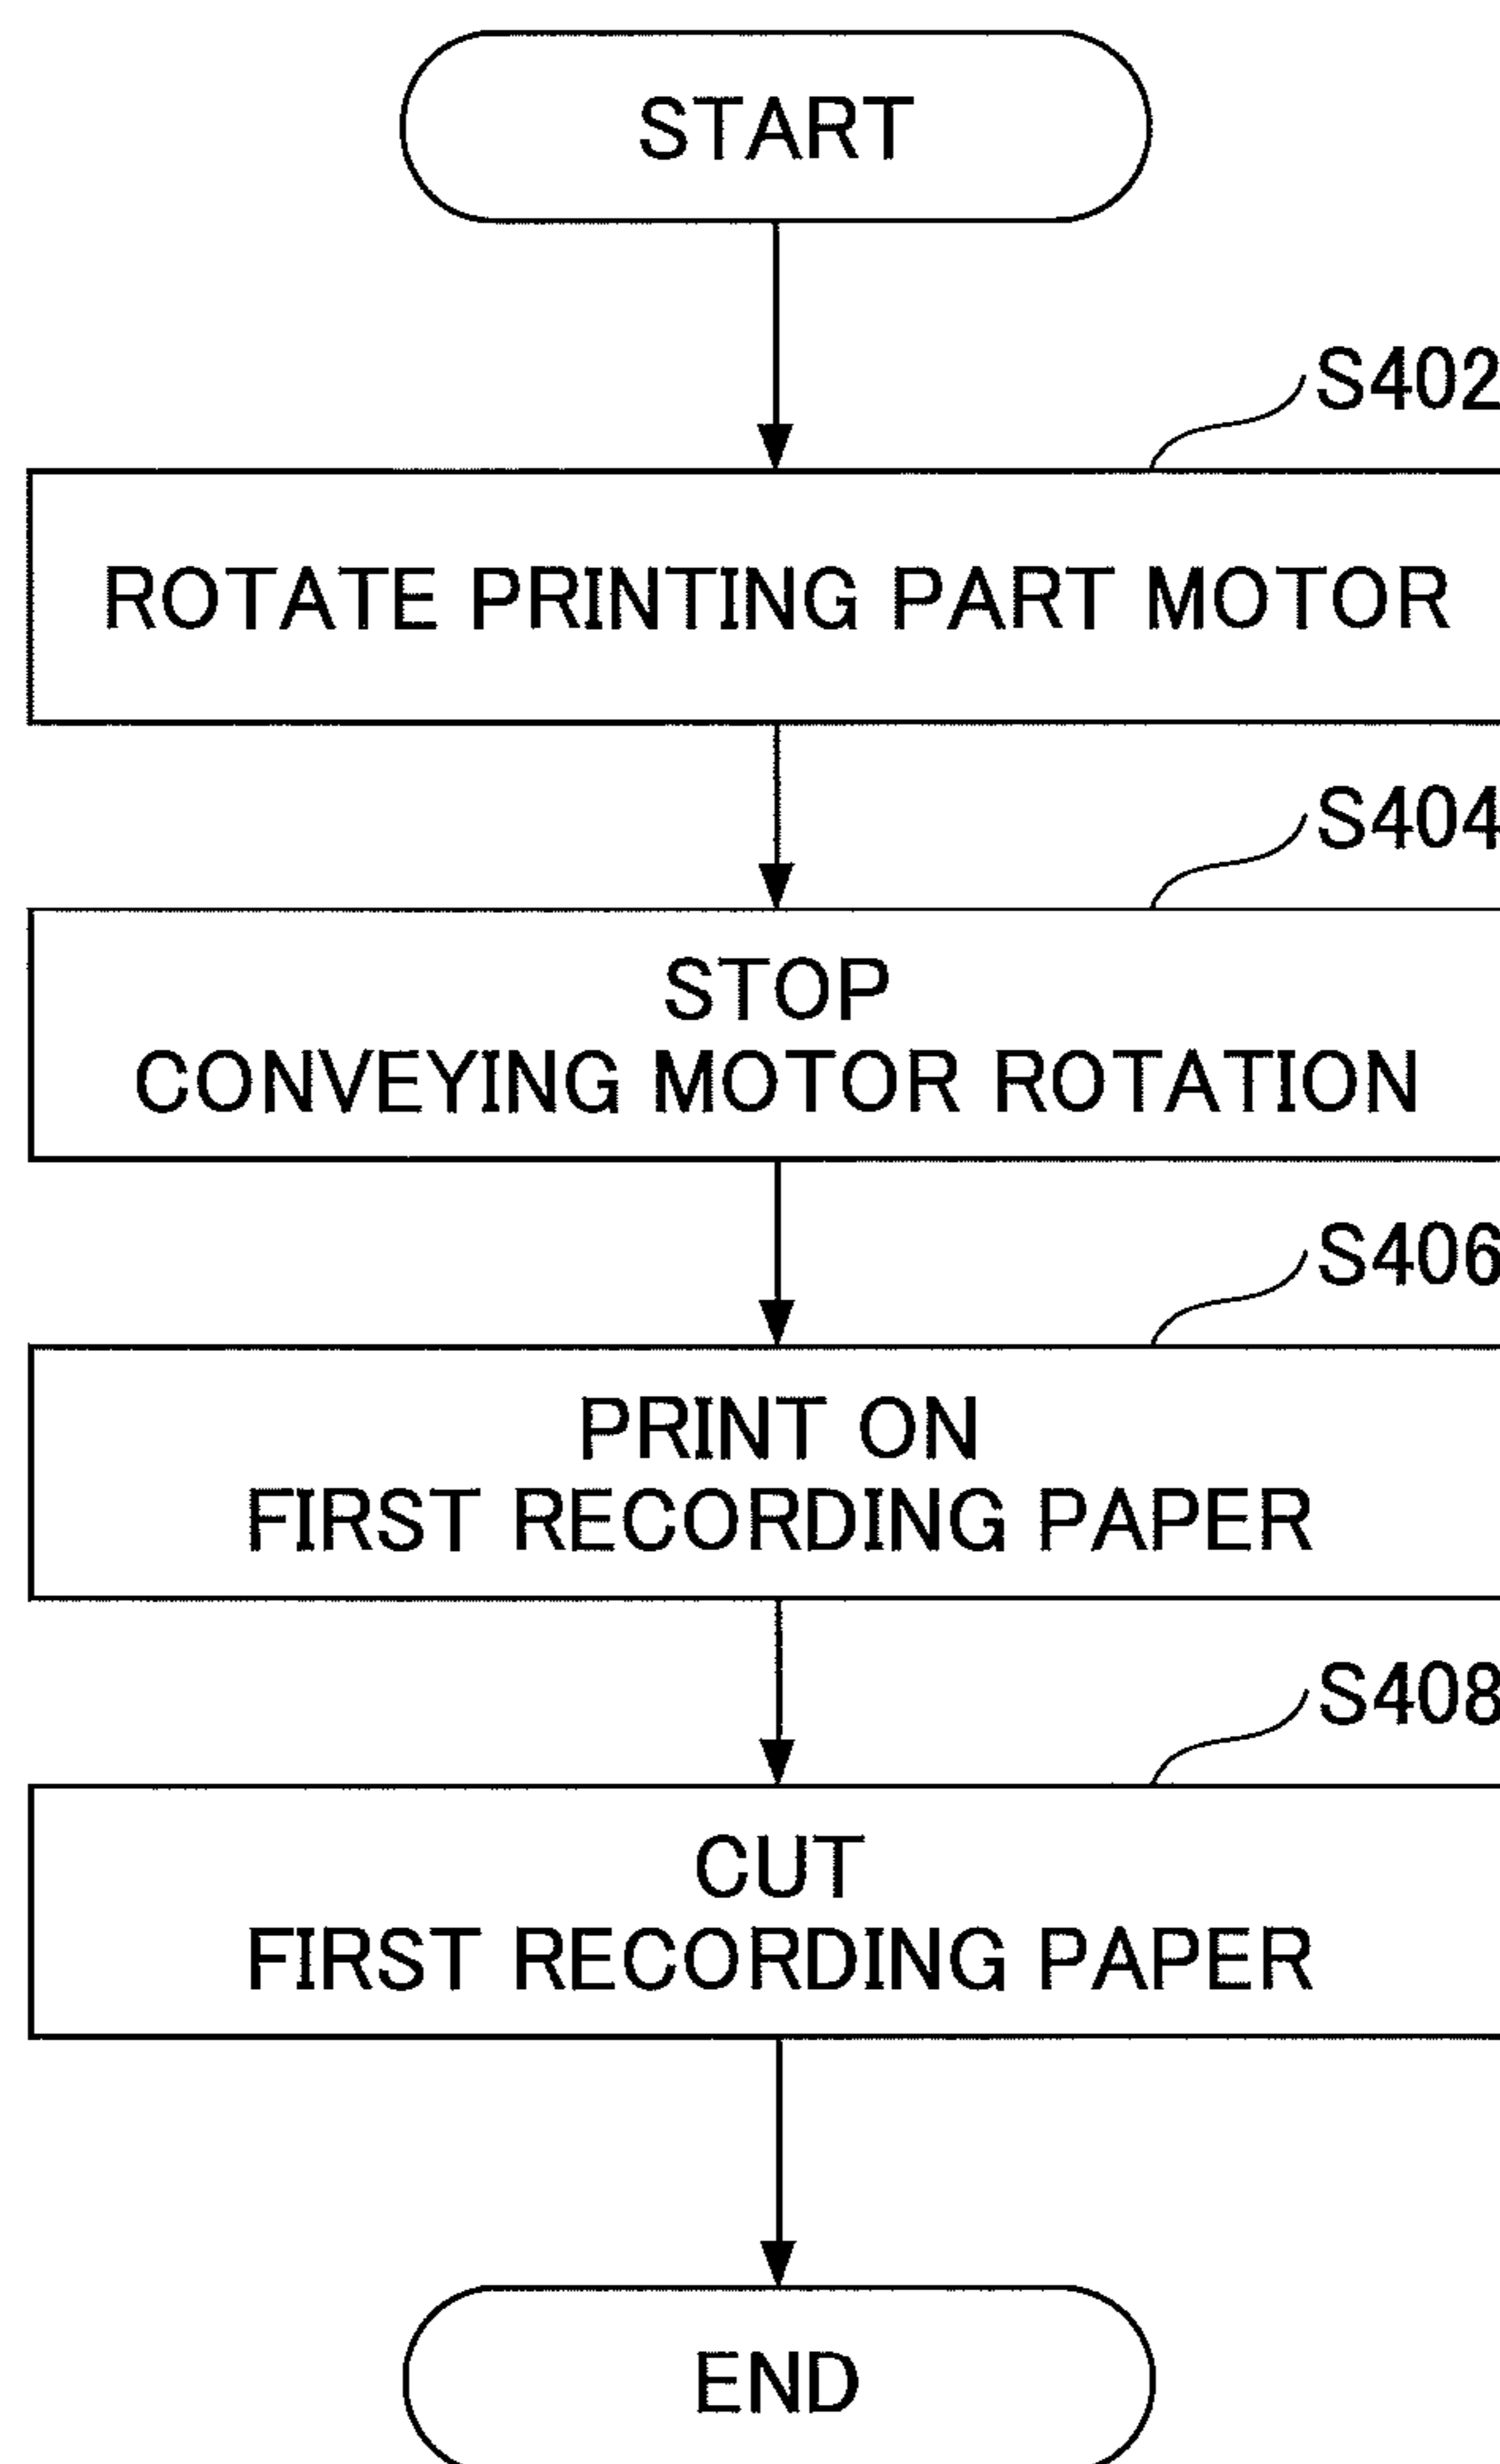 START
S402
ROTATE PRINTING PART MOTOR
S404
STOP
CONVEYING MOTOR ROTATION
S406
PRINT ON
FIRST RECORDING PAPER
S408
CUT
FIRST RECORDING PAPER
END